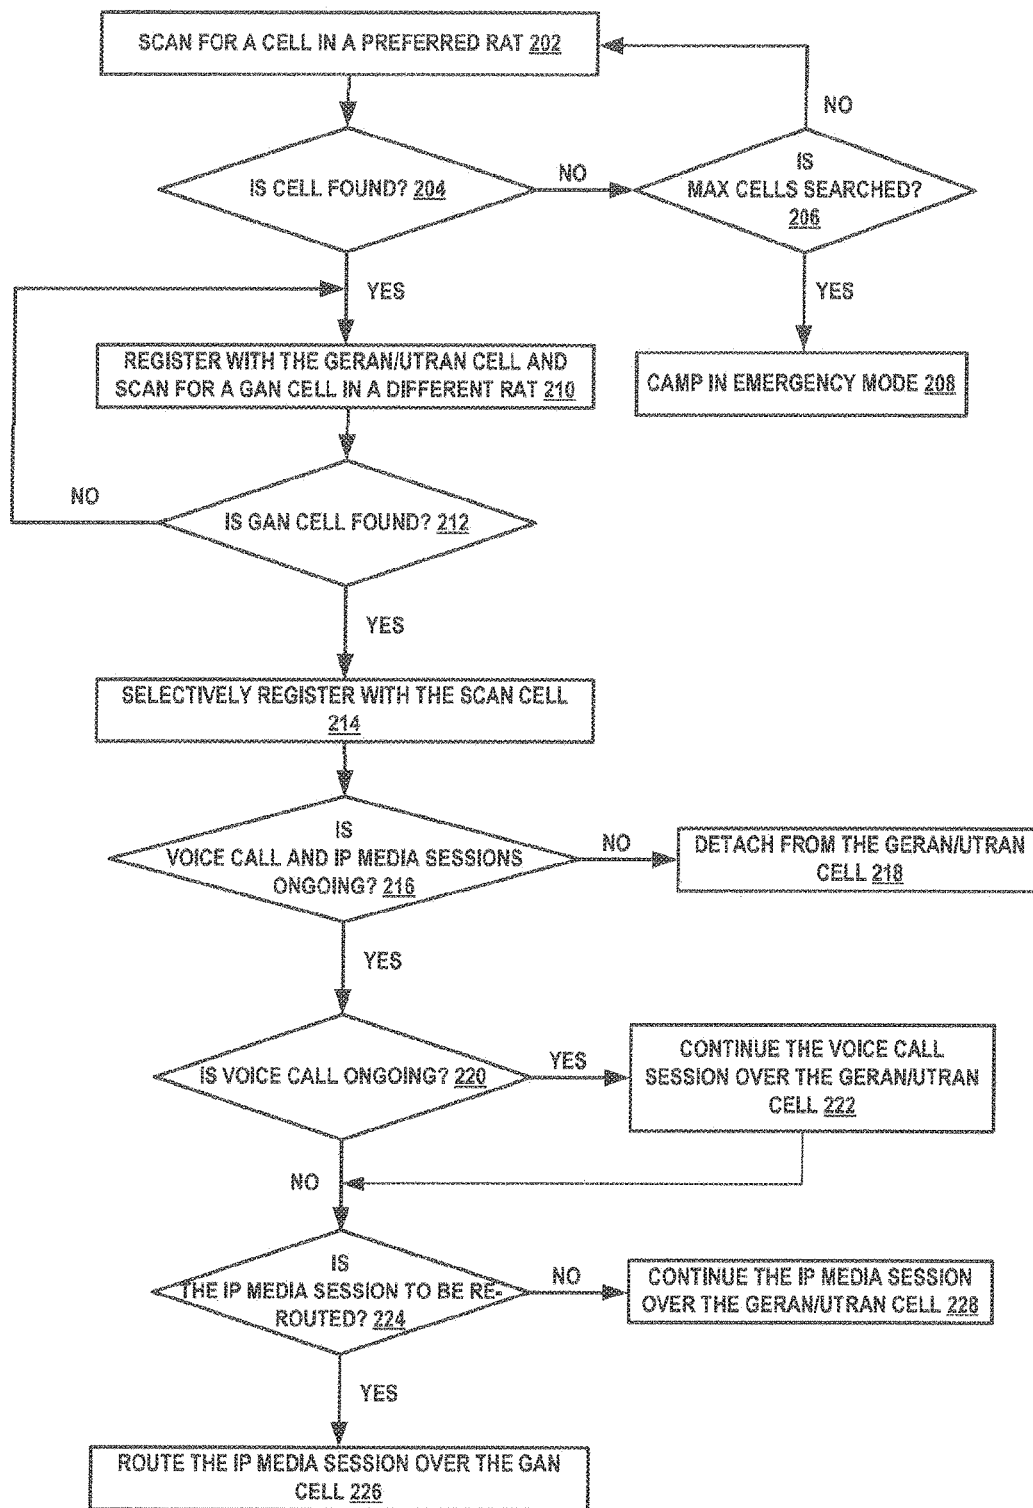 SCAN FOR A CELL IN A PREFERRED RAT 202
NO
IS CELL FOUND? 204
NO
IS
MAX CELLS SEARCHED?
206
YES
YES
REGISTER WITH THE GERAN/UTRAN CELL AND
SCAN FOR A GAN CELL IN A DIFFERENT RAT 210
CAMP IN EMERGENCY MODE 208
NO
IS GAN CELL FOUND? 212
YES
SELECTIVELY REGISTER WITH THE SCAN CELL
214
IS
VOICE CALL AND IP MEDIA SESSIONS
ONGOING? 216
NO
DETACH FROM THE GERAN/UTRAN
CELL 218
YES
IS VOICE CALL ONGOING? 220
YES
CONTINUE THE VOICE CALL
SESSION OVER THE GERAN/UTRAN
CELL 222
NO
IS
THE IP MEDIA SESSION TO BE RE-
ROUTED? 224
NO
CONTINUE THE IP MEDIA SESSION
OVER THE GERAN/UTRAN CELL 228
YES
ROUTE THE IP MEDIA SESSION OVER THE GAN
CELL 226